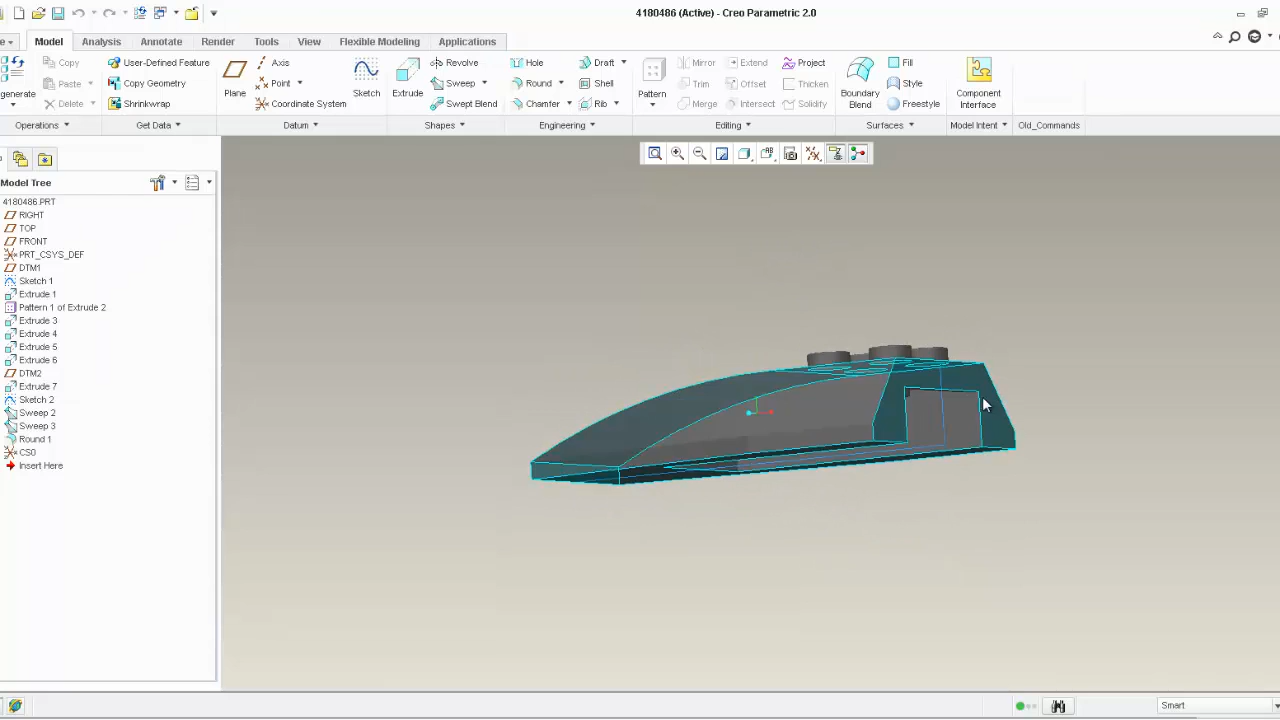 4180486 (Active) - Creo Parametric 2.0
Model Analysis Annotate Render Tools View Flexible Modeling Applications
Copy User-Defined Feature Axis Revolve Hole Draft Mirror Extend Project Fill
Paste Copy Geometry Point Sweep Round Shell Trim Offset Thicken Style
generate Plane Sketch Extrude Pattern Boundary Blend Component Interface
Delete Shrinkwrap Coordinate System Swept Blend Chamfer Rib Merge Intersect Solidify Freestyle
Operations Get Data Datum Shapes Engineering Editing Surfaces Model Intent Old_Commands
Model Tree
4180486.PRT
RIGHT
TOP
FRONT
PRT_CSYS_DEF
DTM1
Sketch 1
Extrude 1
Pattern 1 of Extrude 2
Extrude 3
Extrude 4
Extrude 5
Extrude 6
DTM2
Extrude 7
Sketch 2
Sweep 2
Sweep 3
Round 1
CS0
Insert Here
Smart